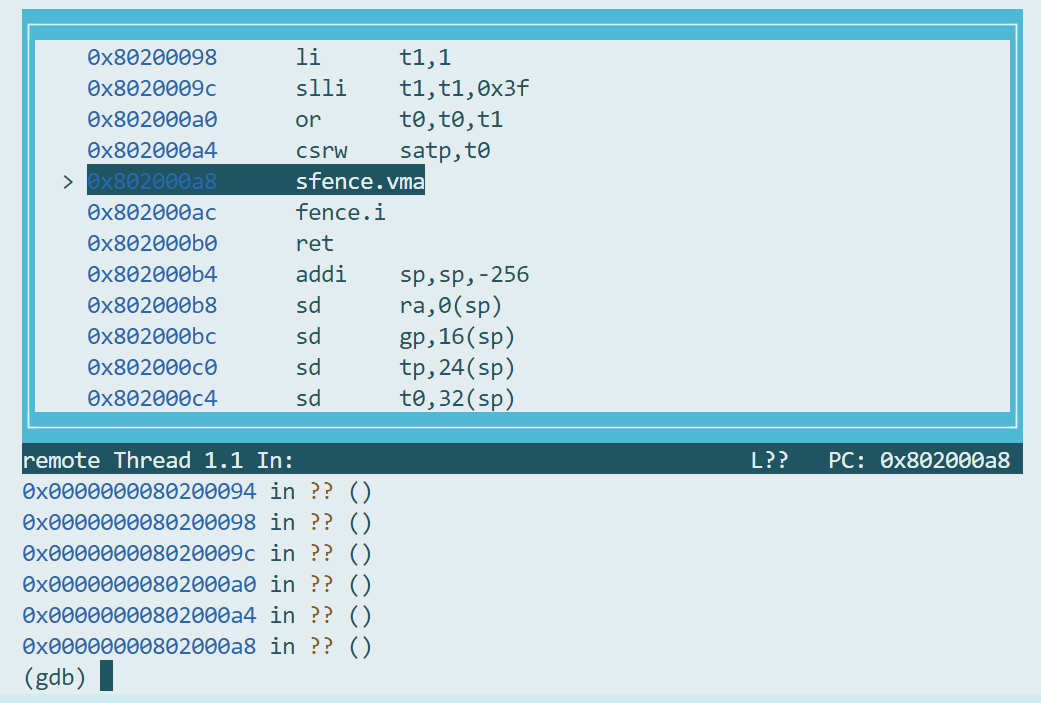 0x80200098 li t1,1
0x8020009c slli t1,t1,0x3f
0x802000a0 or t0,t0,t1
0x802000a4 csrw satp,t0
> 0x802000a8 sfence.vma
0x802000ac fence.i
0x802000b0 ret
0x802000b4 addi sp,sp,-256
0x802000b8 sd ra,0(sp)
0x802000bc sd gp,16(sp)
0x802000c0 sd tp,24(sp)
0x802000c4 sd t0,32(sp)
remote Thread 1.1 In: L?? PC: 0x802000a8
0x0000000080200094 in ?? ()
0x0000000080200098 in ?? ()
0x000000008020009c in ?? ()
0x00000000802000a0 in ?? ()
0x00000000802000a4 in ?? ()
0x00000000802000a8 in ?? ()
(gdb)